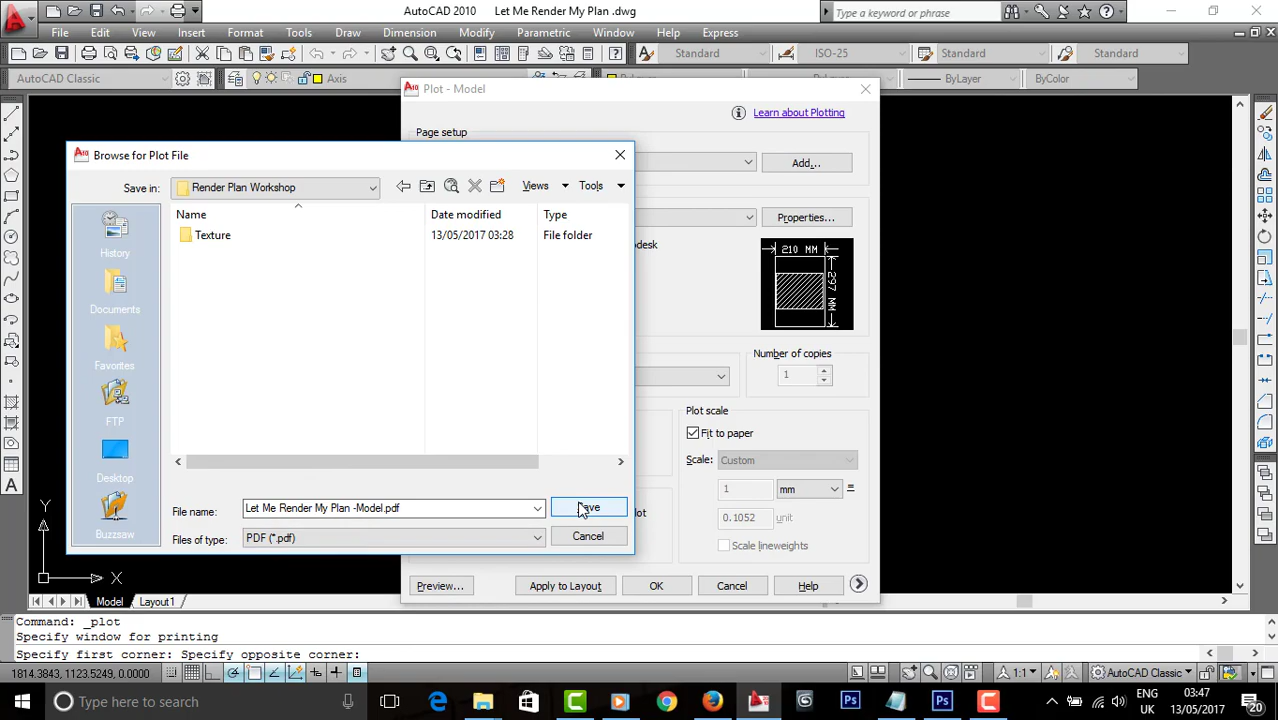 AutoCAD 2010 Let Me Render My Plan .dwg
Type a keyword or phrase
File Edit View Insert Format Tools Draw Dimension Modify Parametric Window Help Express
Standard ISO-25 Standard Standard
AutoCAD Classic Axis ByLayer ByColor
Plot - Model
Learn about Plotting
Page setup
Add...
Browse for Plot File
Save in: Render Plan Workshop Views Tools
Name Date modified Type
Texture 13/05/2017 03:28 File folder
History
Documents
Favorites
FTP
Desktop
Buzzsaw
File name: Let Me Render My Plan -Model.pdf
Files of type: PDF (*.pdf)
Cancel
Properties...
210 MM
297 MM
Number of copies
1
Plot scale
Fit to paper
Scale: Custom
1 mm =
0.1052 unit
Scale lineweights
Preview... Apply to Layout OK Cancel Help
Y
X
Model Layout1
Command: _plot
Specify window for printing
Specify first corner: Specify opposite corner:
1814.3843, 1123.5249, 0.0000 1:1 AutoCAD Classic
Type here to search ENG UK 03:47 13/05/2017 20